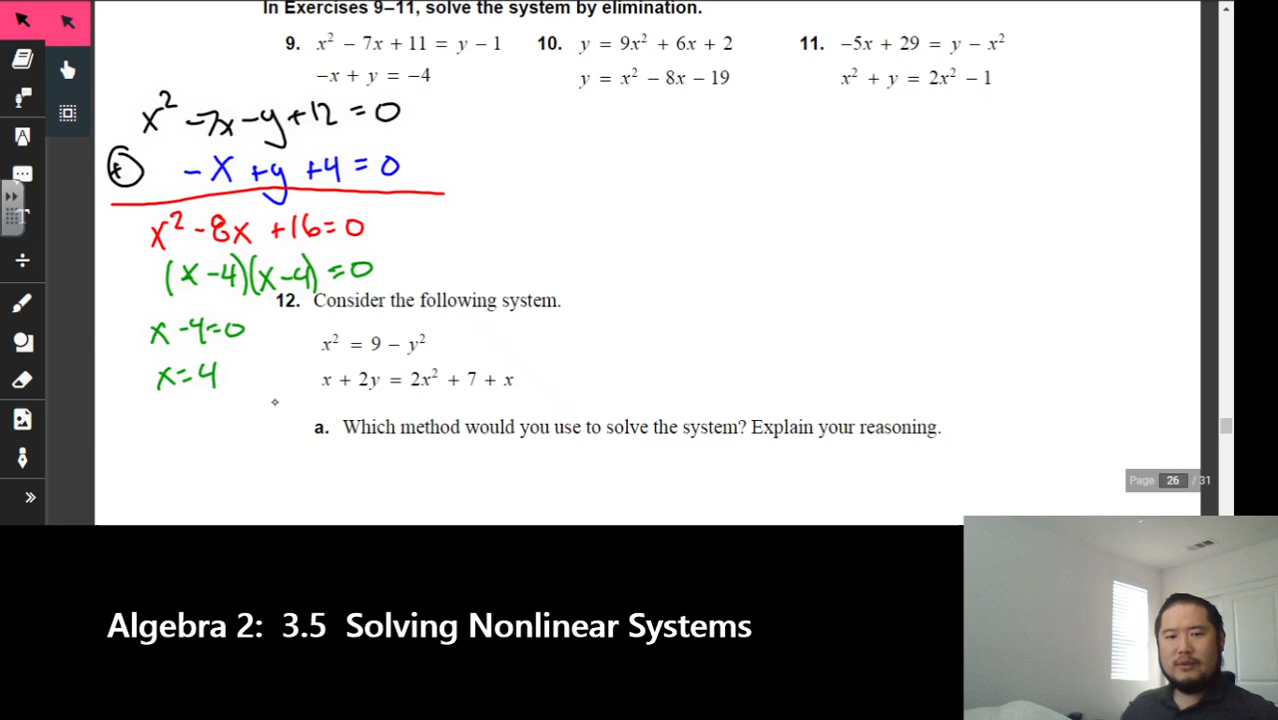 In Exercises 9–11, solve the system by elimination.
9. x² − 7x + 11 = y − 1
−x + y = −4
10. y = 9x² + 6x + 2
y = x² − 8x − 19
11. −5x + 29 = y − x²
x² + y = 2x² − 1
x² -7x -y +12 = 0
+ -x +y +4 = 0
x² -8x +16 = 0
(x -4)(x -4) = 0
x -4 = 0
x = 4
12. Consider the following system.
x² = 9 − y²
x + 2y = 2x² + 7 + x
a. Which method would you use to solve the system? Explain your reasoning.
Page 26 / 31
Algebra 2: 3.5 Solving Nonlinear Systems